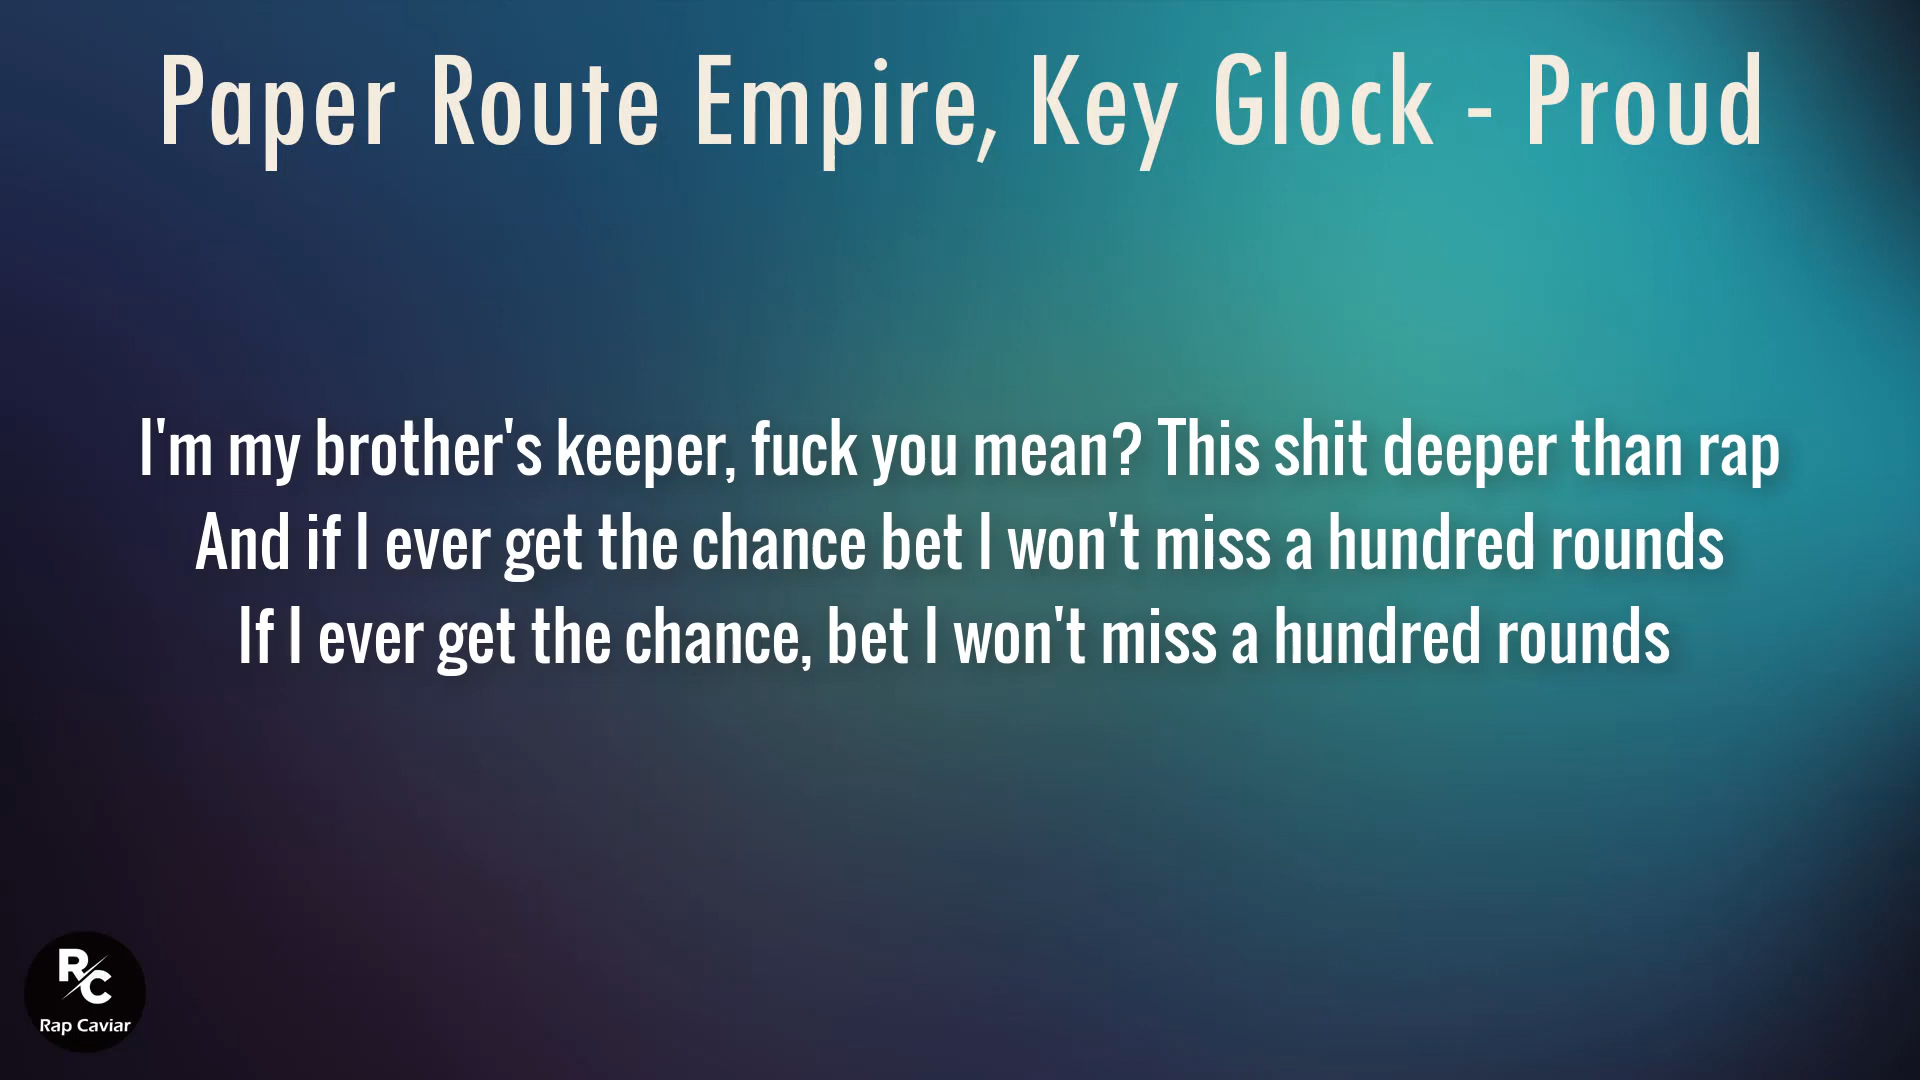 Paper Route Empire, Key Glock - Proud
I'm my brother's keeper, fuck you mean? This shit deeper than rap
And if I ever get the chance bet I won't miss a hundred rounds
If I ever get the chance, bet I won't miss a hundred rounds
RC
Rap Caviar